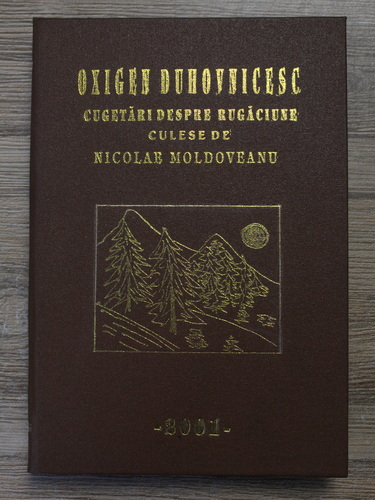 OXIGEN DUHOVNICESC
CUGETĂRI DESPRE RUGĂCIUNE
CULESE DE
NICOLAE MOLDOVEANU
-2001-